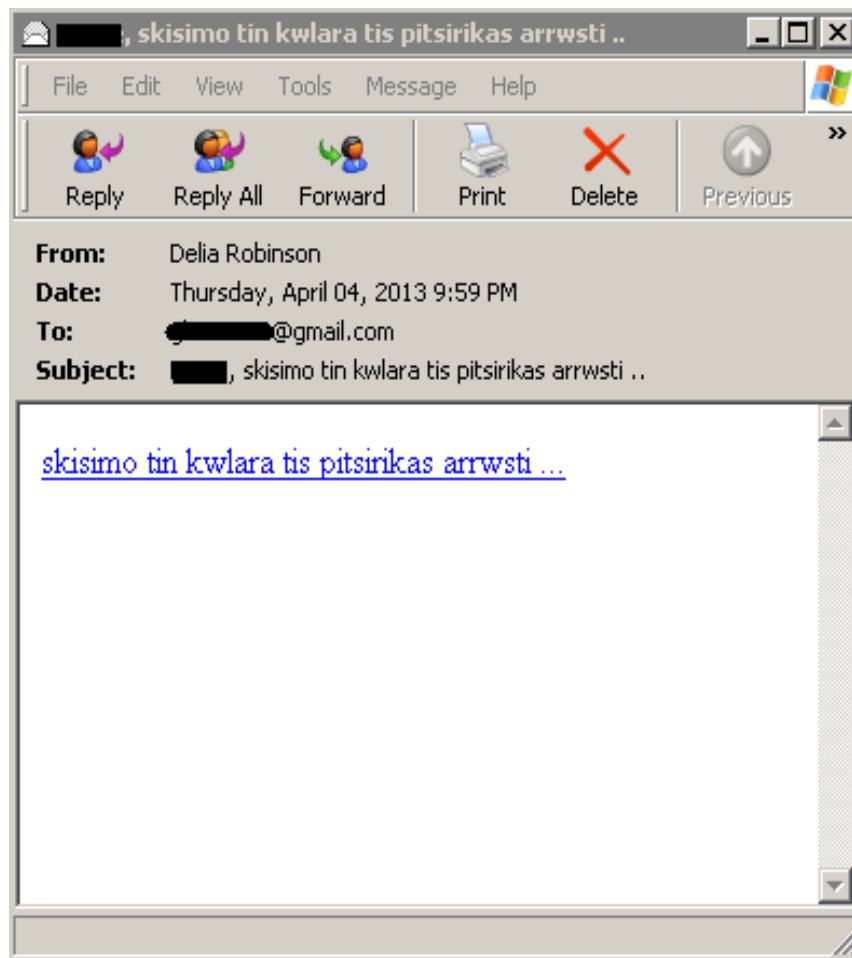 , skisimo tin kwlara tis pitsirikas arrwsti ..
File Edit View Tools Message Help
Reply Reply All Forward Print Delete Previous »
From: Delia Robinson
Date: Thursday, April 04, 2013 9:59 PM
To: @gmail.com
Subject: , skisimo tin kwlara tis pitsirikas arrwsti ..
skisimo tin kwlara tis pitsirikas arrwsti ...